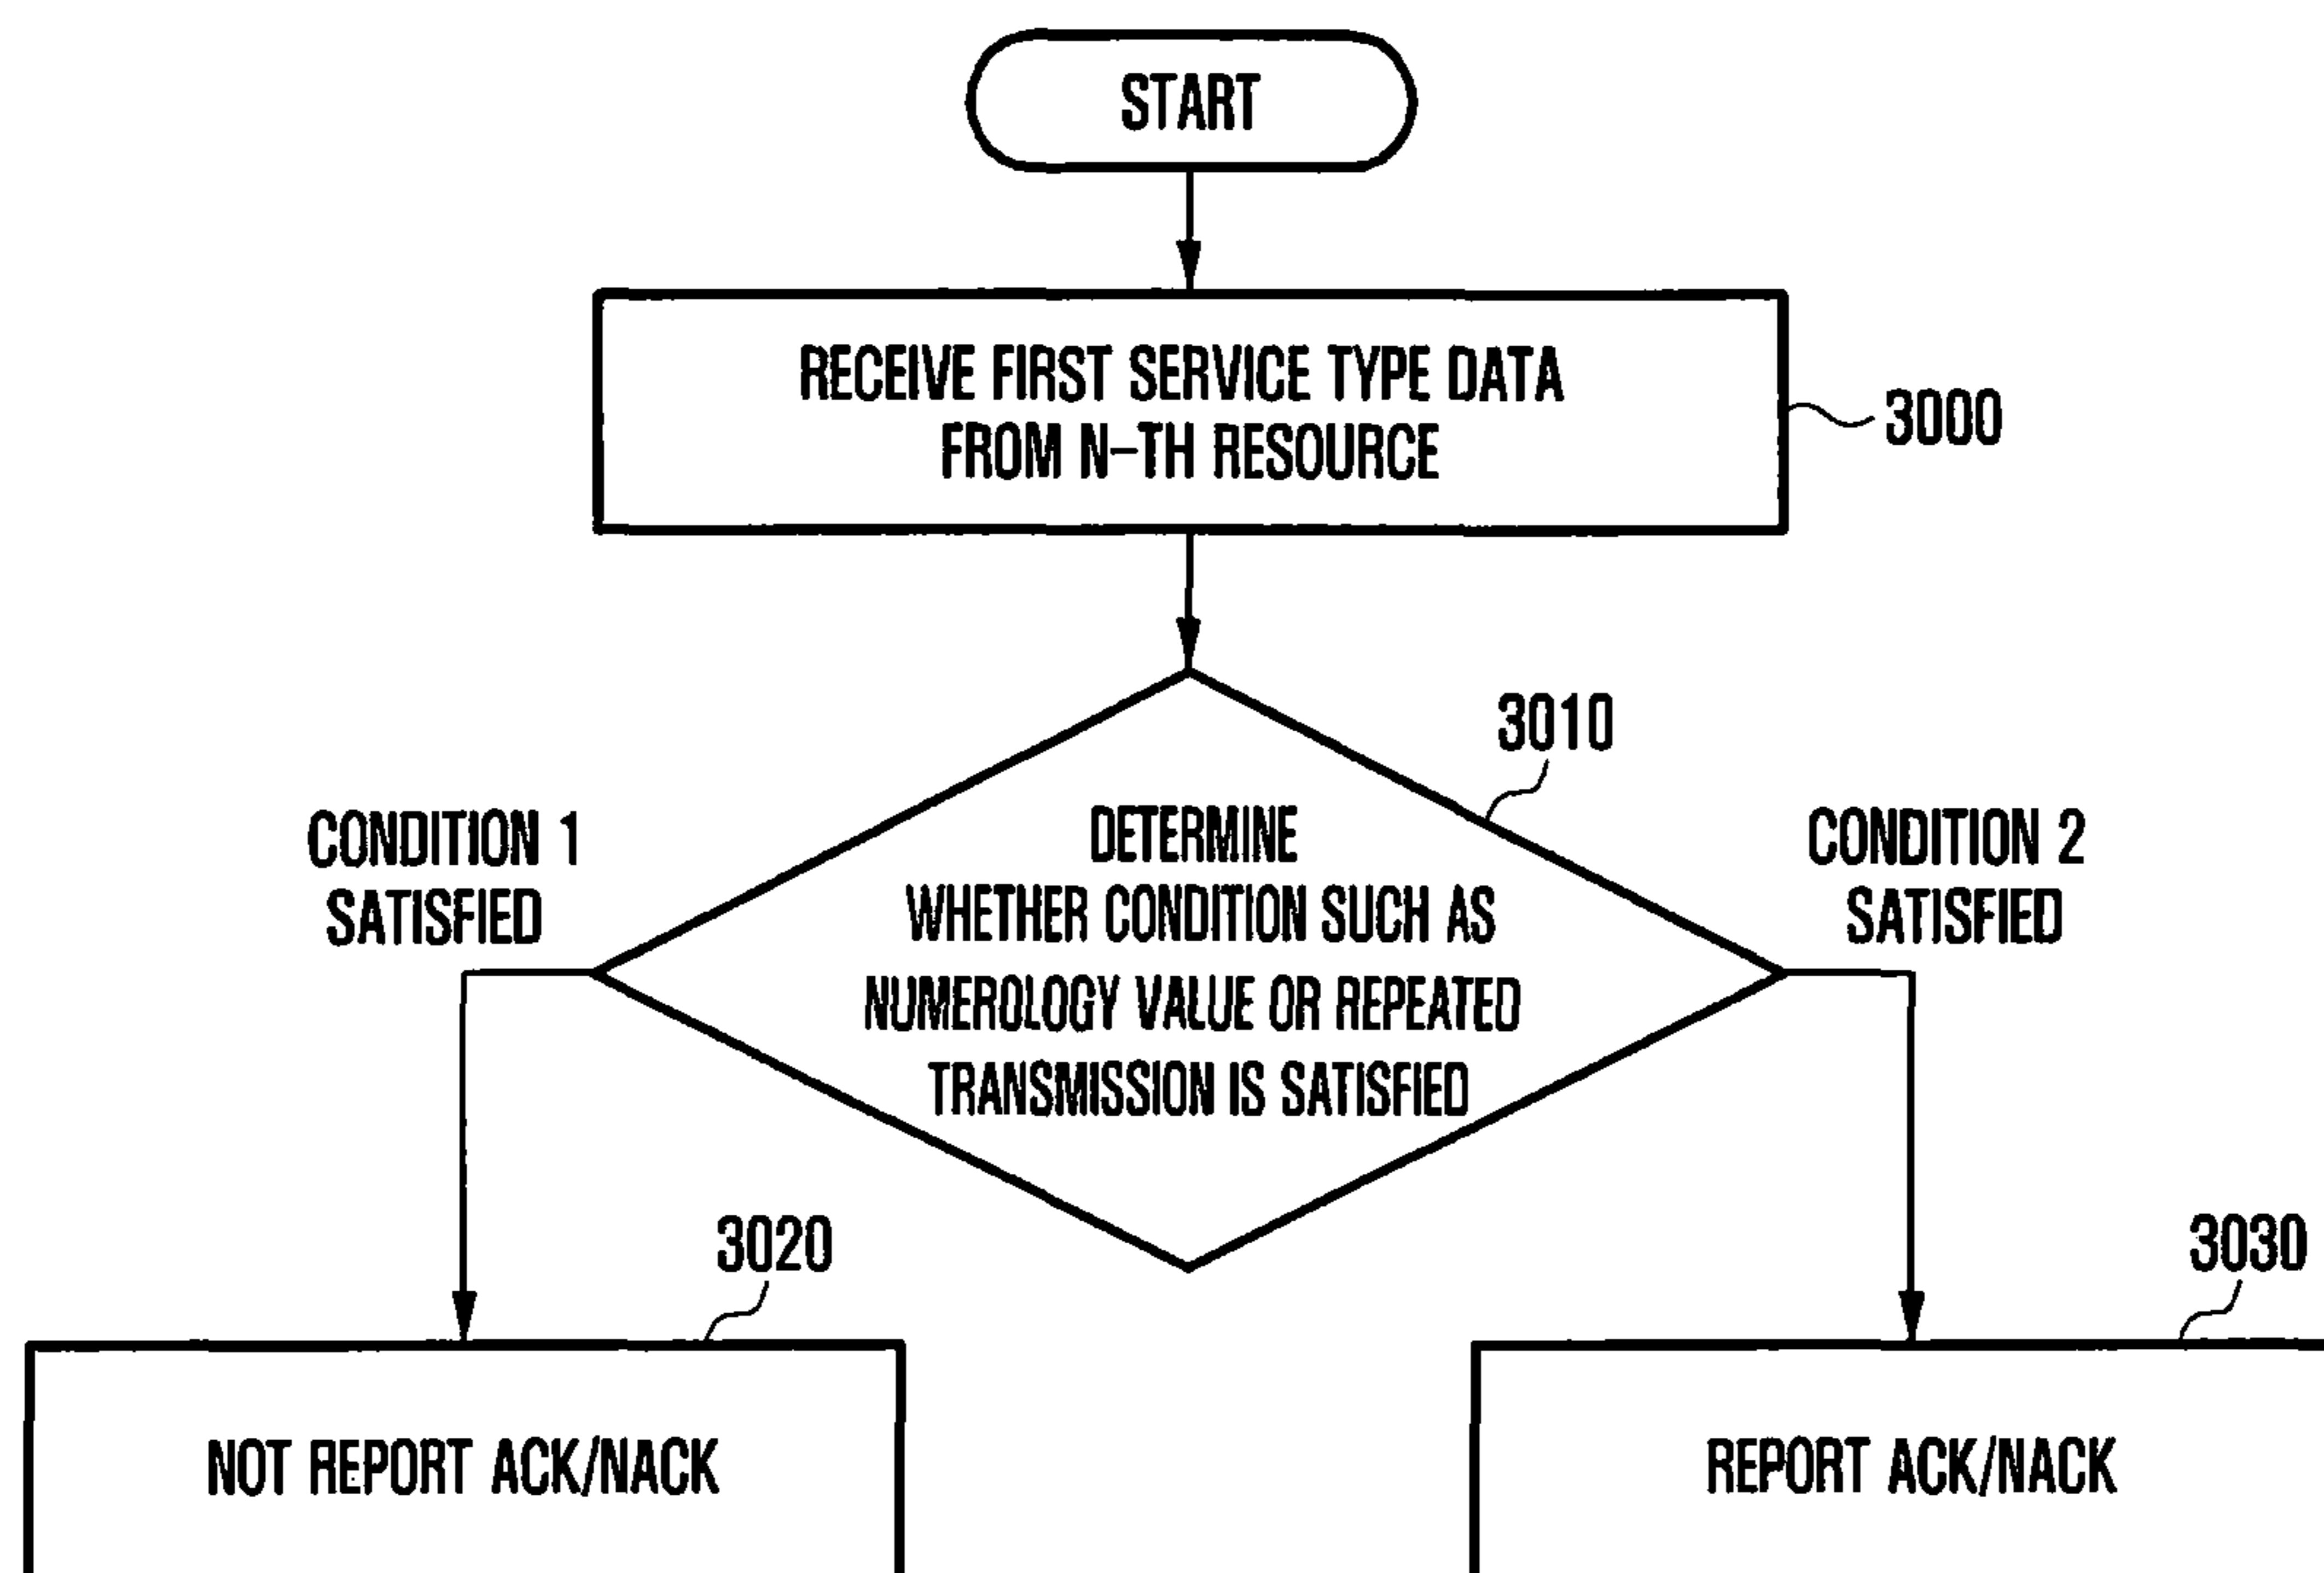 START
RECEIVE FIRST SERVICE TYPE DATA
FROM N-TH RESOURCE
3000
3010
DETERMINE
WHETHER CONDITION SUCH AS
NUMEROLOGY VALUE OR REPEATED
TRANSMISSION IS SATISFIED
CONDITION 1
SATISFIED
CONDITION 2
SATISFIED
3020
NOT REPORT ACK/NACK
3030
REPORT ACK/NACK